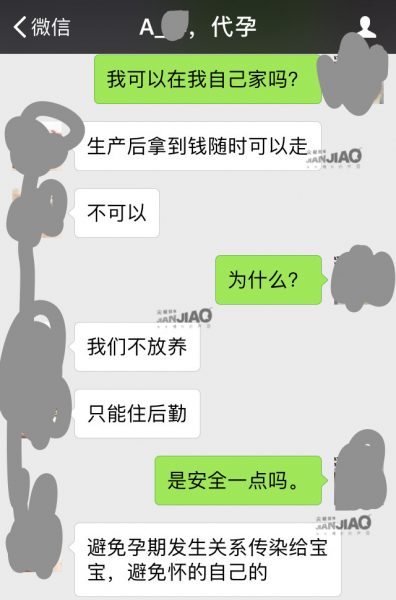 微信
A_ ，代孕
我可以在我自己家吗？
生产后拿到钱随时可以走
JIANJIAO
不可以
为什么？
JIANJIAO
我们不放养
只能住后勤
是安全一点吗。
JIANJIAO
避免孕期发生关系传染给宝
宝，避免怀的自己的